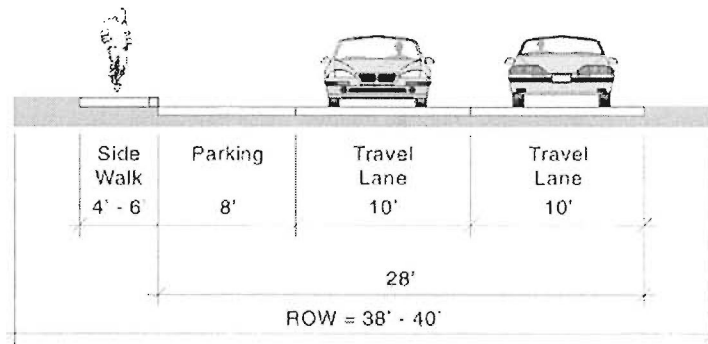 Side
Walk
4' - 6'
Parking
8'
Travel
Lane
10'
Travel
Lane
10'
28'
ROW = 38' - 40'